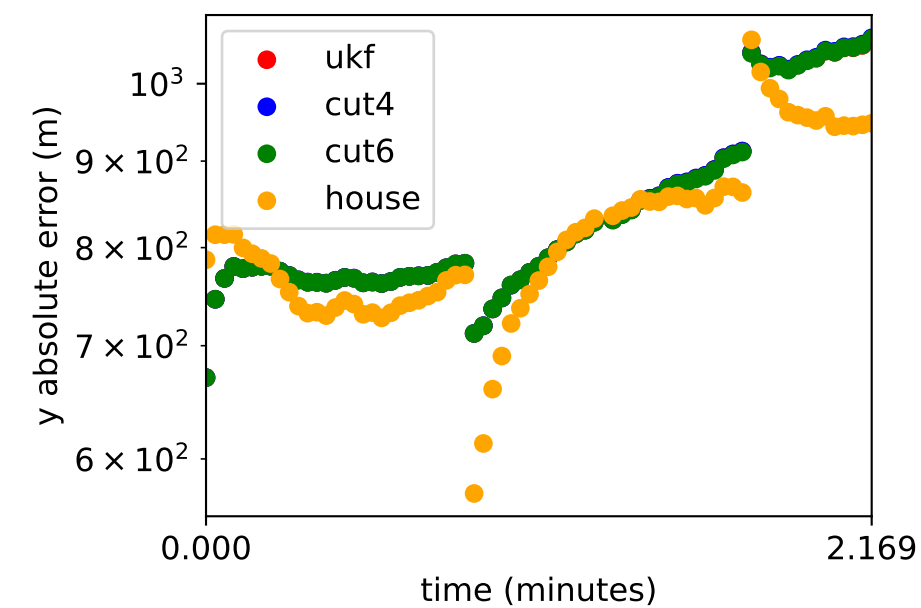 ukf
cut4
cut6
house
10³
9 × 10²
8 × 10²
7 × 10²
6 × 10²
y absolute error (m)
0.000
2.169
time (minutes)